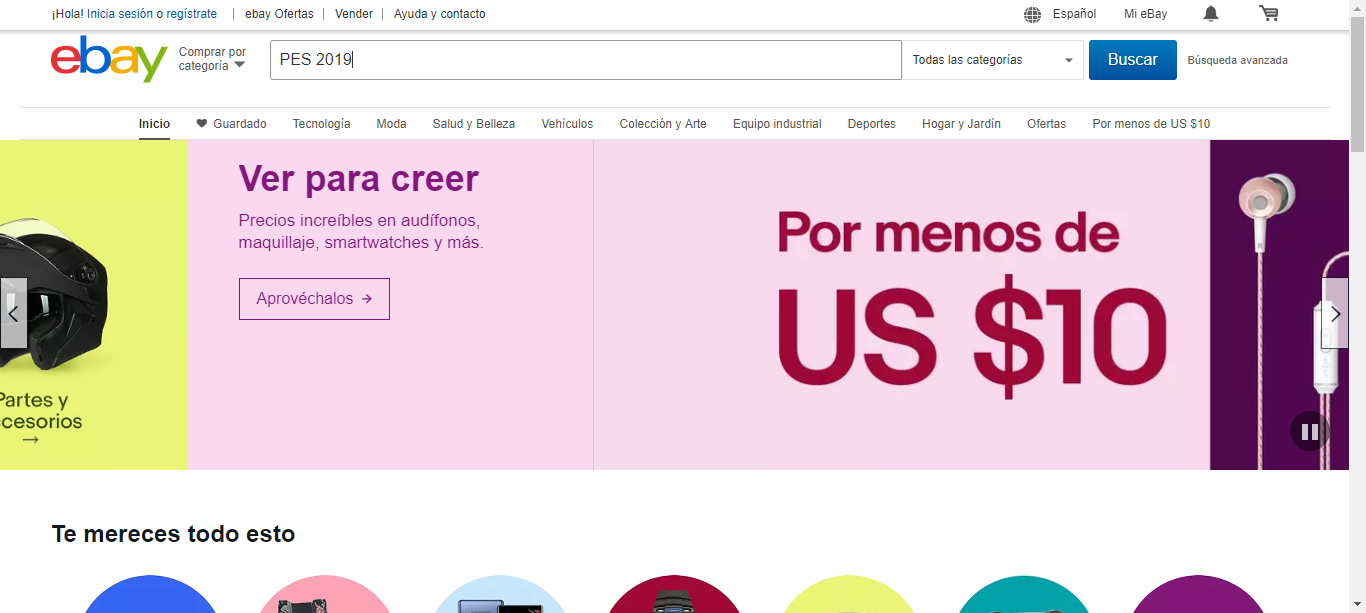 ¡Hola! Inicia sesión o regístrate | ebay Ofertas | Vender | Ayuda y contacto Español Mi eBay
ebay
Comprar por
categoría
PES 2019
Todas las categorías
Buscar
Búsqueda avanzada
Inicio Guardado Tecnología Moda Salud y Belleza Vehículos Colección y Arte Equipo industrial Deportes Hogar y Jardín Ofertas Por menos de US $10
Partes y
cesorios
Ver para creer
Precios increíbles en audífonos,
maquillaje, smartwatches y más.
Aprovéchalos
Por menos de
US $10
Te mereces todo esto